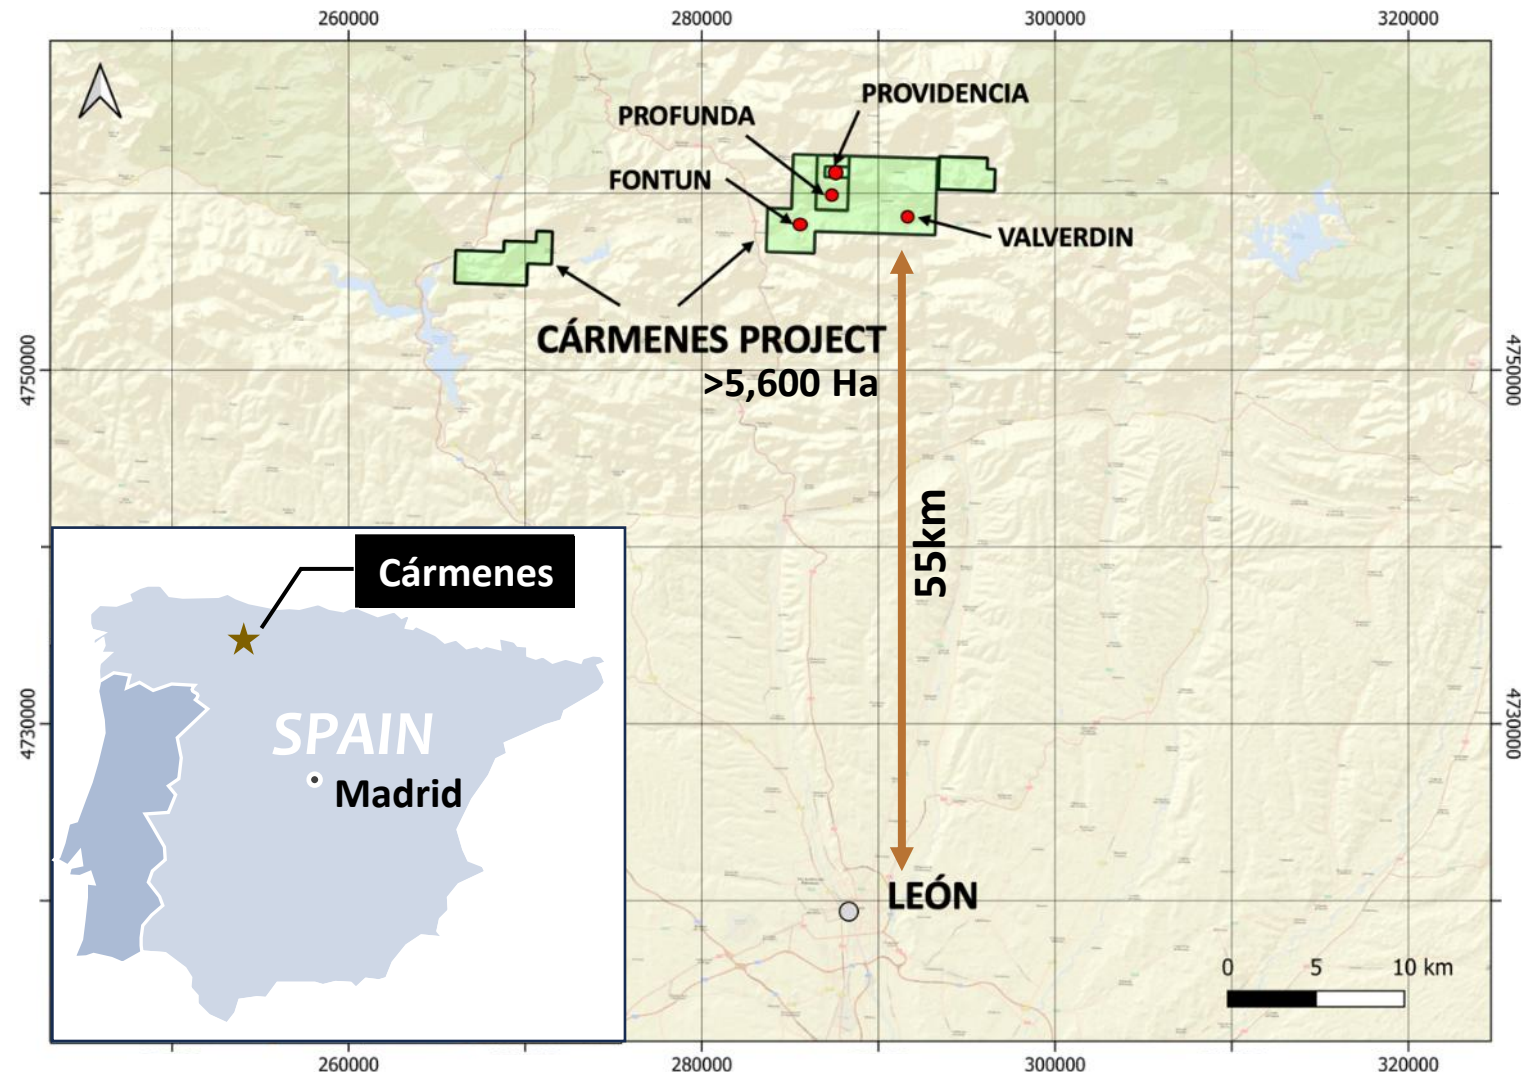 260000
280000
300000
320000
PROVIDENCIA
PROFUNDA
FONTUN
VALVERDIN
CÁRMENES PROJECT
>5,600 Ha
4750000
4750000
55km
Cármenes
SPAIN
Madrid
4730000
4730000
LEÓN
0 5 10 km
260000
280000
300000
320000